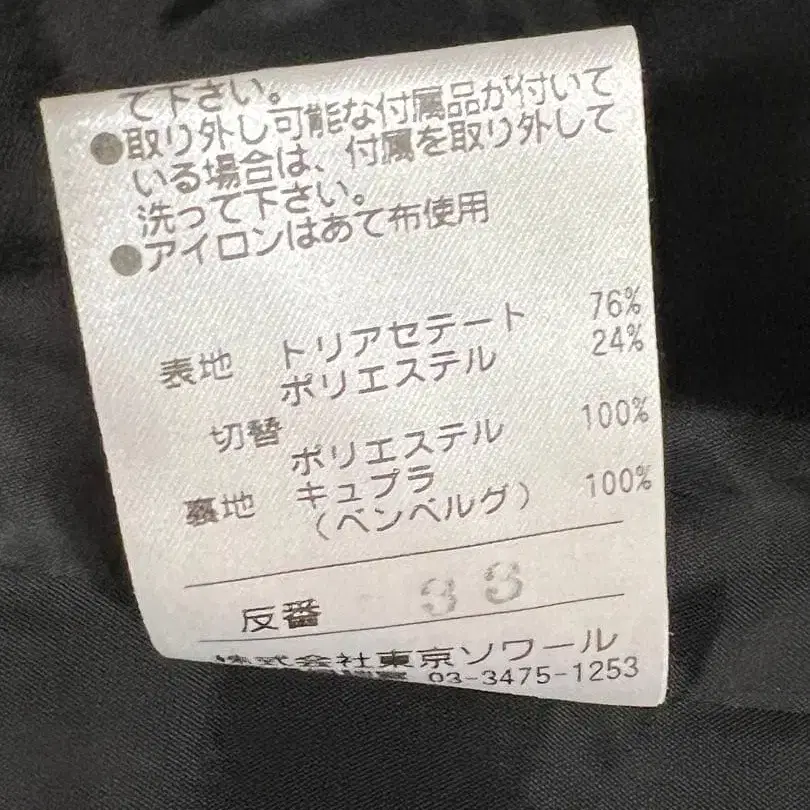 て下さい。
●取り外し可能な付属品が付いて
いる場合は、付属を取り外して
洗って下さい。
●アイロンはあて布使用
表地 トリアセテート 76%
ポリエステル 24%
切替
ポリエステル 100%
裏地 キュプラ 100%
(ベンベルグ)
反番 33
株式会社東京ソワール
03-3475-1253